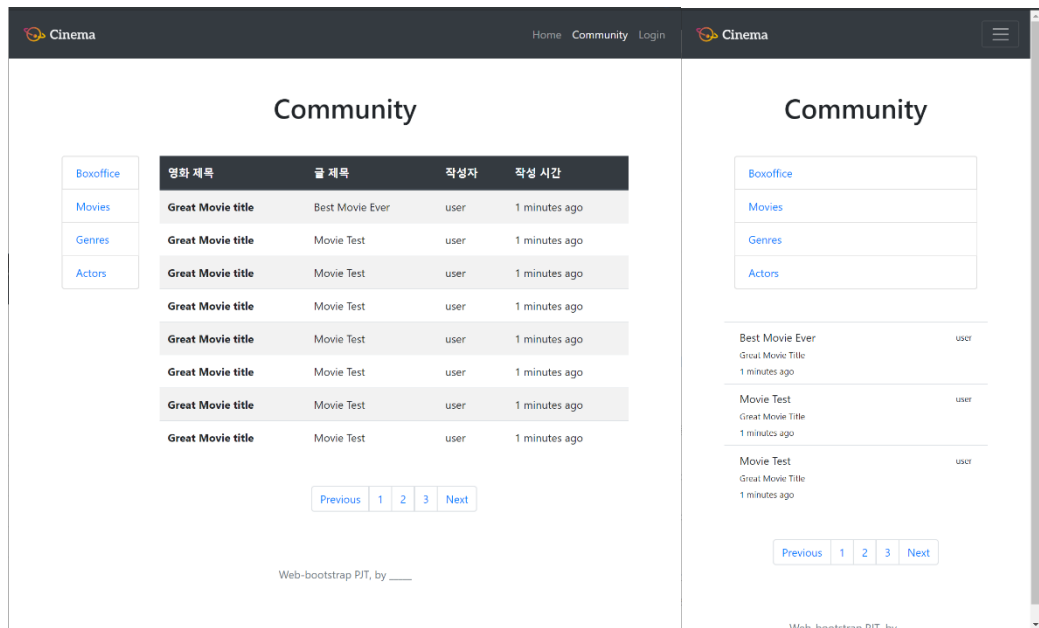 Cinema
Home Community Login
Community
Boxoffice
Movies
Genres
Actors
영화 제목 글 제목 작성자 작성 시간
Great Movie title Best Movie Ever user 1 minutes ago
Great Movie title Movie Test user 1 minutes ago
Great Movie title Movie Test user 1 minutes ago
Great Movie title Movie Test user 1 minutes ago
Great Movie title Movie Test user 1 minutes ago
Great Movie title Movie Test user 1 minutes ago
Great Movie title Movie Test user 1 minutes ago
Great Movie title Movie Test user 1 minutes ago
Previous 1 2 3 Next
Web-bootstrap PJT, by _____
Cinema
Community
Boxoffice
Movies
Genres
Actors
Best Movie Ever user
Great Movie Title
1 minutes ago
Movie Test user
Great Movie Title
1 minutes ago
Movie Test user
Great Movie Title
1 minutes ago
Previous 1 2 3 Next
Web-bootstrap PJT, by